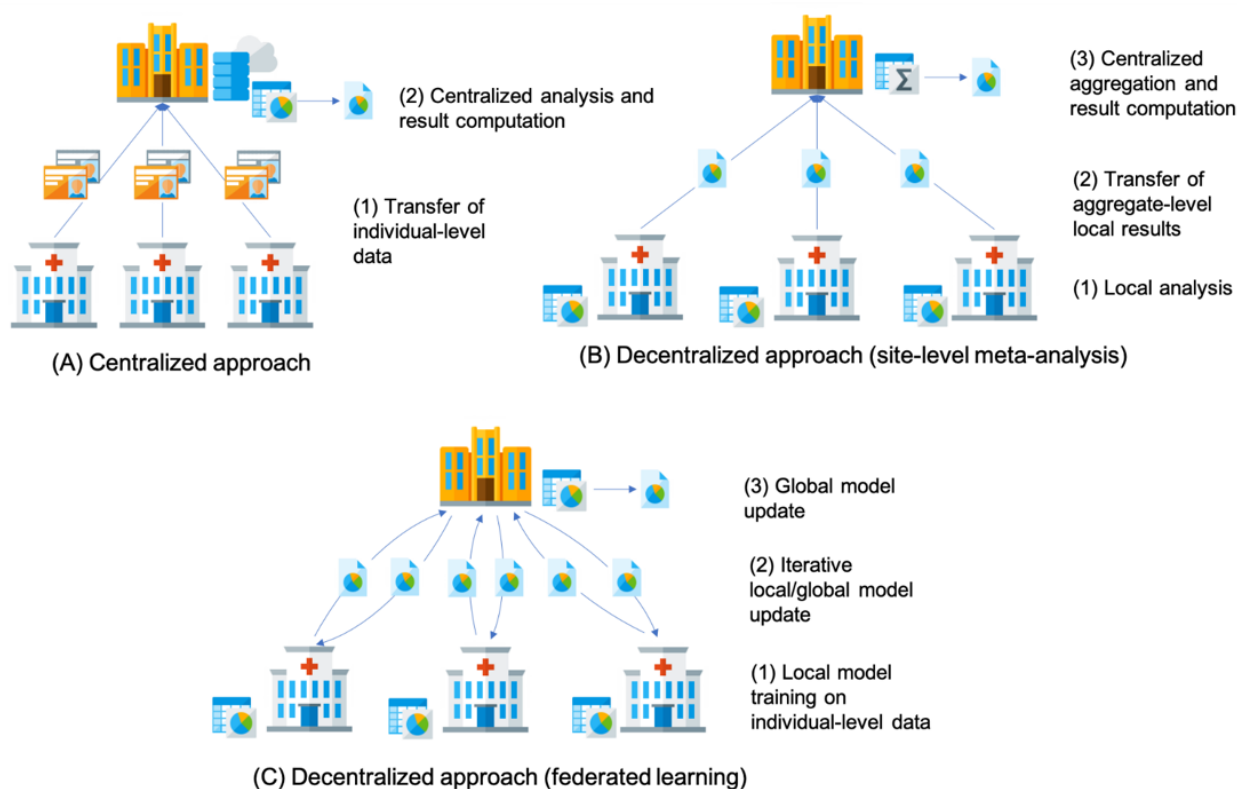 (2) Centralized analysis and
result computation
(1) Transfer of
individual-level
data
(A) Centralized approach
(3) Centralized
aggregation and
result computation
Σ
(2) Transfer of
aggregate-level
local results
(1) Local analysis
(B) Decentralized approach (site-level meta-analysis)
(3) Global model
update
(2) Iterative
local/global model
update
(1) Local model
training on
individual-level data
(C) Decentralized approach (federated learning)